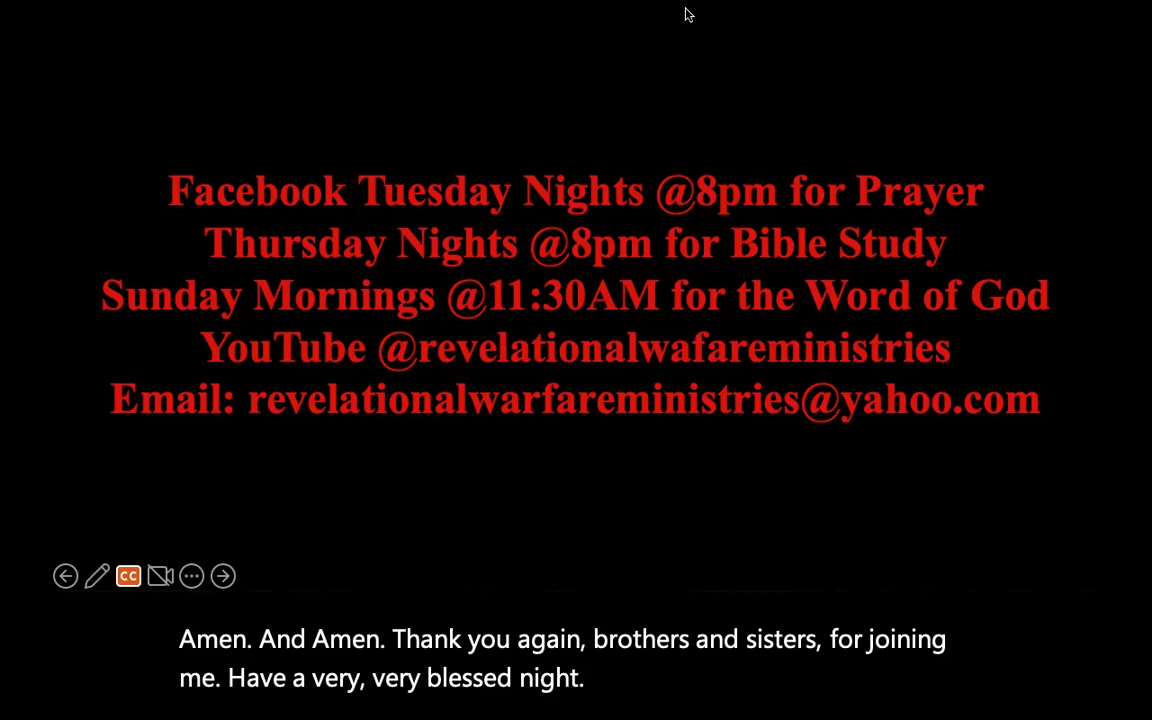 Facebook Tuesday Nights @8pm for Prayer
Thursday Nights @8pm for Bible Study
Sunday Mornings @11:30AM for the Word of God
YouTube @revelationalwafareministries
Email: revelationalwarfareministries@yahoo.com
CC
Amen. And Amen. Thank you again, brothers and sisters, for joining
me. Have a very, very blessed night.